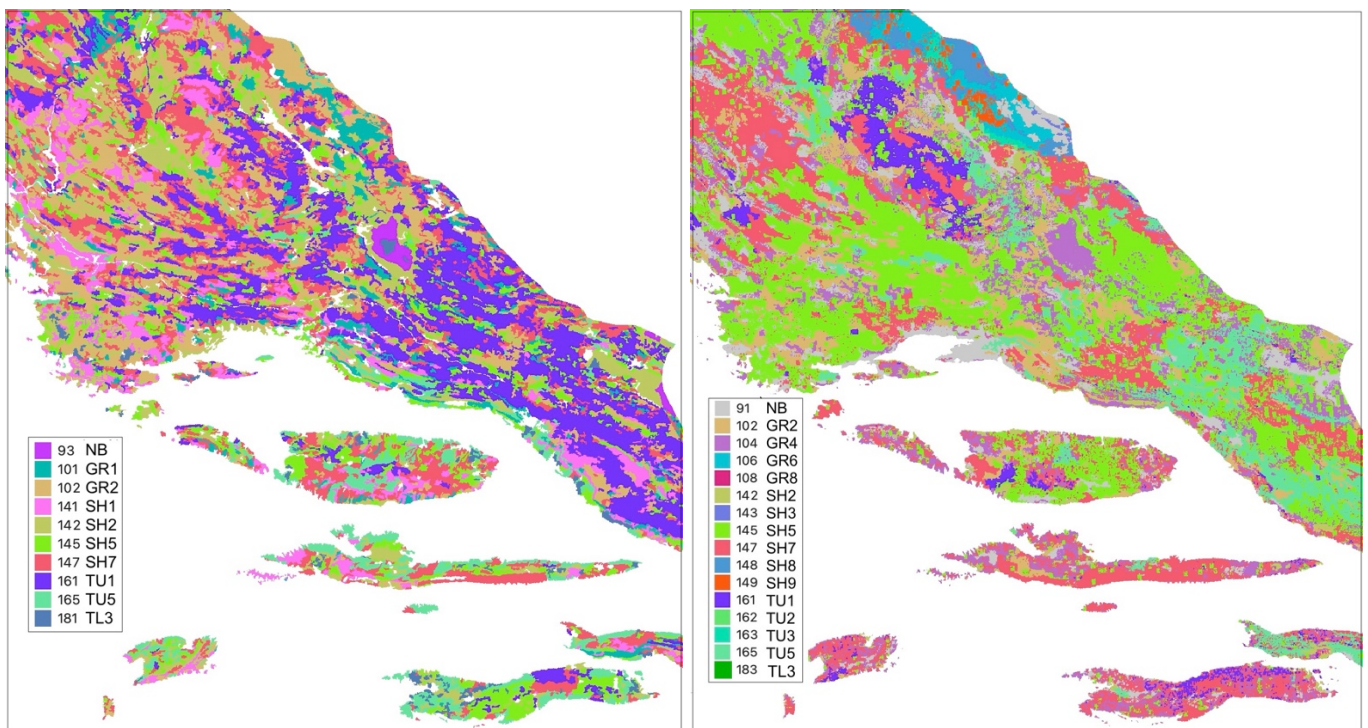 93 NB
101 GR1
102 GR2
141 SH1
142 SH2
145 SH5
147 SH7
161 TU1
165 TU5
181 TL3
91 NB
102 GR2
104 GR4
106 GR6
108 GR8
142 SH2
143 SH3
145 SH5
147 SH7
148 SH8
149 SH9
161 TU1
162 TU2
163 TU3
165 TU5
183 TL3